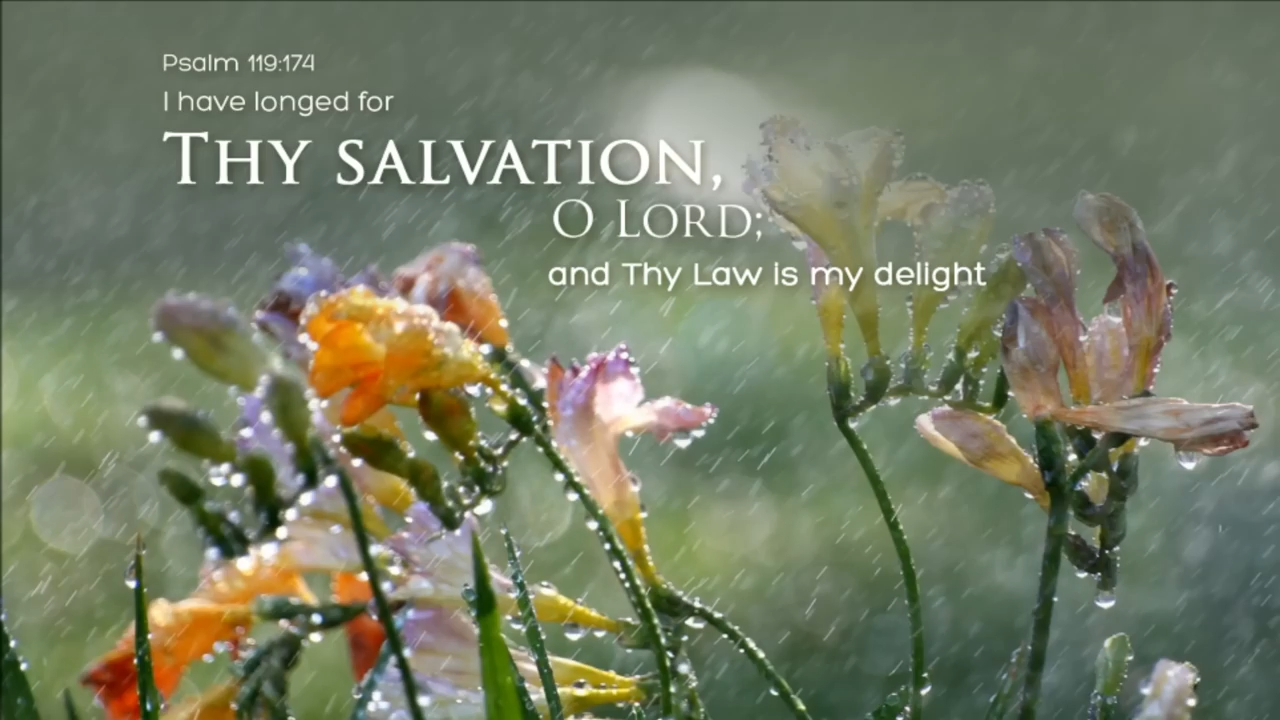 Psalm 119:174
I have longed for
THY SALVATION,
O LORD;
and Thy Law is my delight